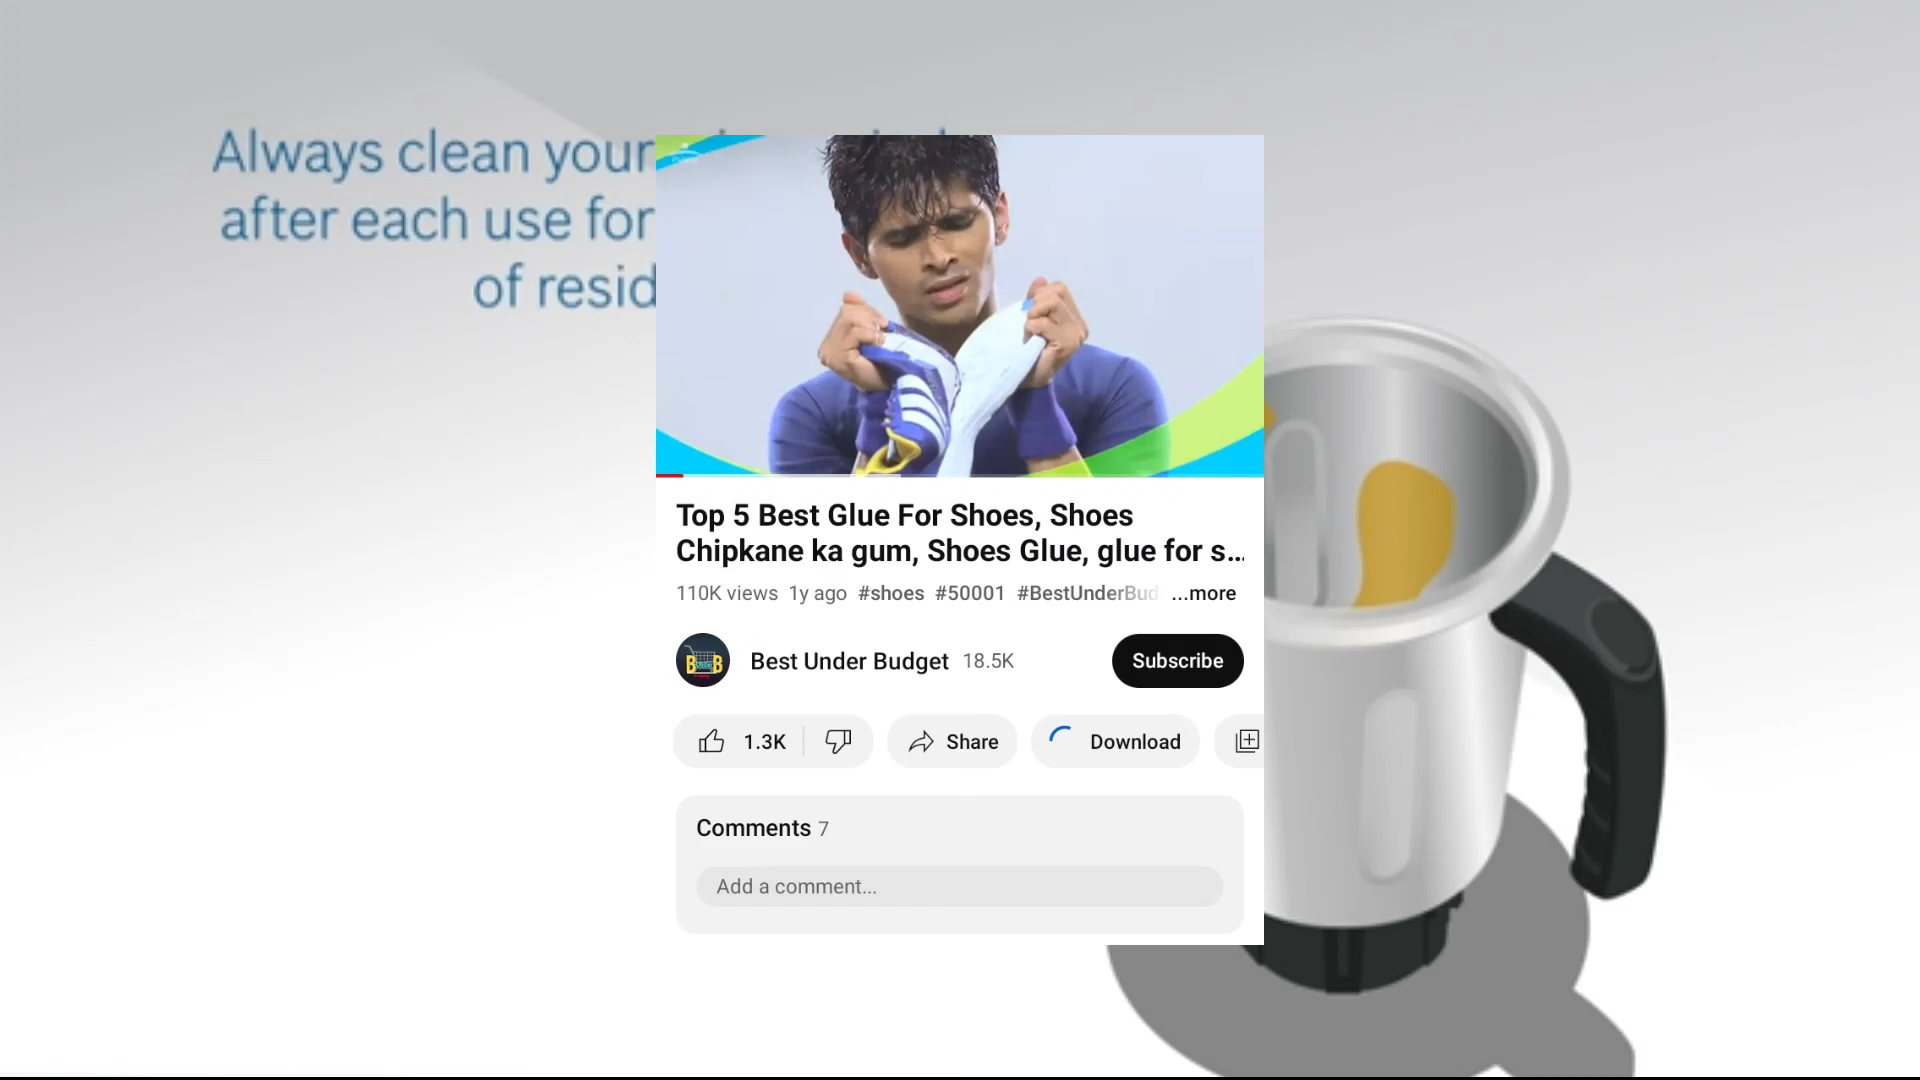 Always clean your
after each use for
of resid
Top 5 Best Glue For Shoes, Shoes
Chipkane ka gum, Shoes Glue, glue for s...
110K views 1y ago #shoes #50001 #BestUnderBud ...more
Best Under Budget 18.5K
Subscribe
1.3K
Share
Download
Comments 7
Add a comment...